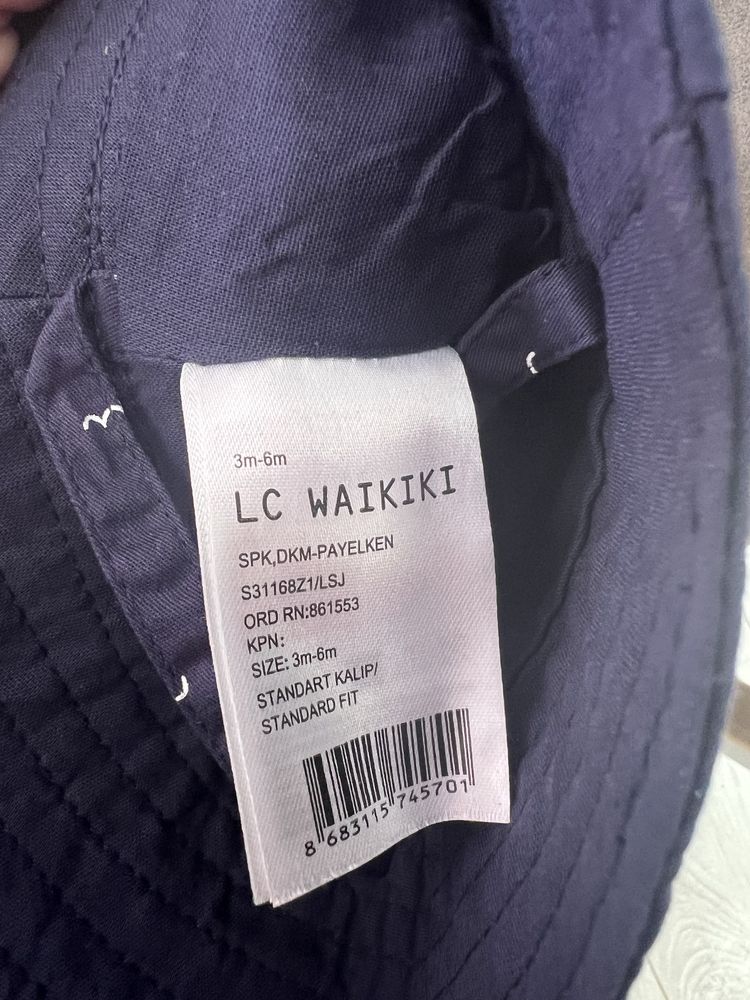 3m-6m
LC WAIKIKI
SPK,DKM-PAYELKEN
S31168Z1/LSJ
ORD RN:861553
KPN:
SIZE: 3m-6m
STANDART KALIP/
STANDARD FIT
8 683115 745701